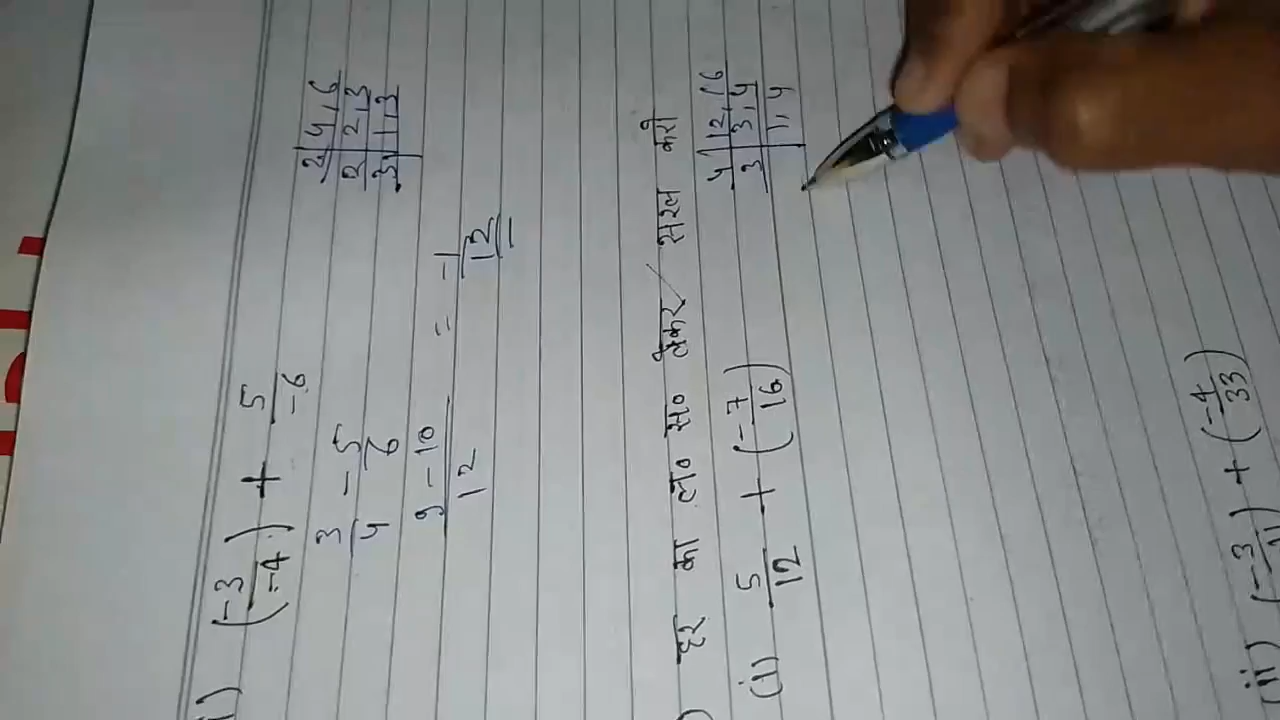 (-3/-4) + 5/-6
2 | 4, 6
3/4 - 5/6
2 | 2, 3
3 | 1, 3
9 - 10/12 = -1/12
हर का ल० स० लेकर सरल करो
(i) 5/12 + (-7/16)
4 | 12, 16
3 | 3, 4
1, 4
(ii) (-3/11) + (-4/33)